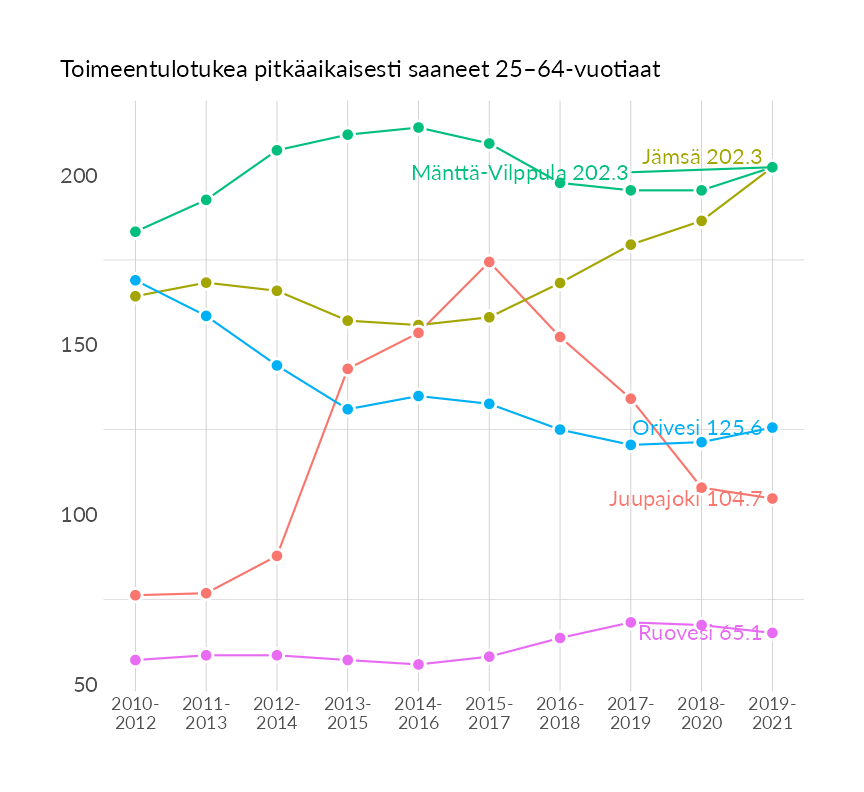 Toimeentulotukea pitkäaikaisesti saaneet 25–64-vuotiaat
Jämsä 202.3
Mänttä-Vilppula 202.3
200
150
Orivesi 125.6
Juupajoki 104.7
100
Ruovesi 65.1
50
2010- 2011- 2012- 2013- 2014- 2015- 2016- 2017- 2018- 2019-
2012 2013 2014 2015 2016 2017 2018 2019 2020 2021